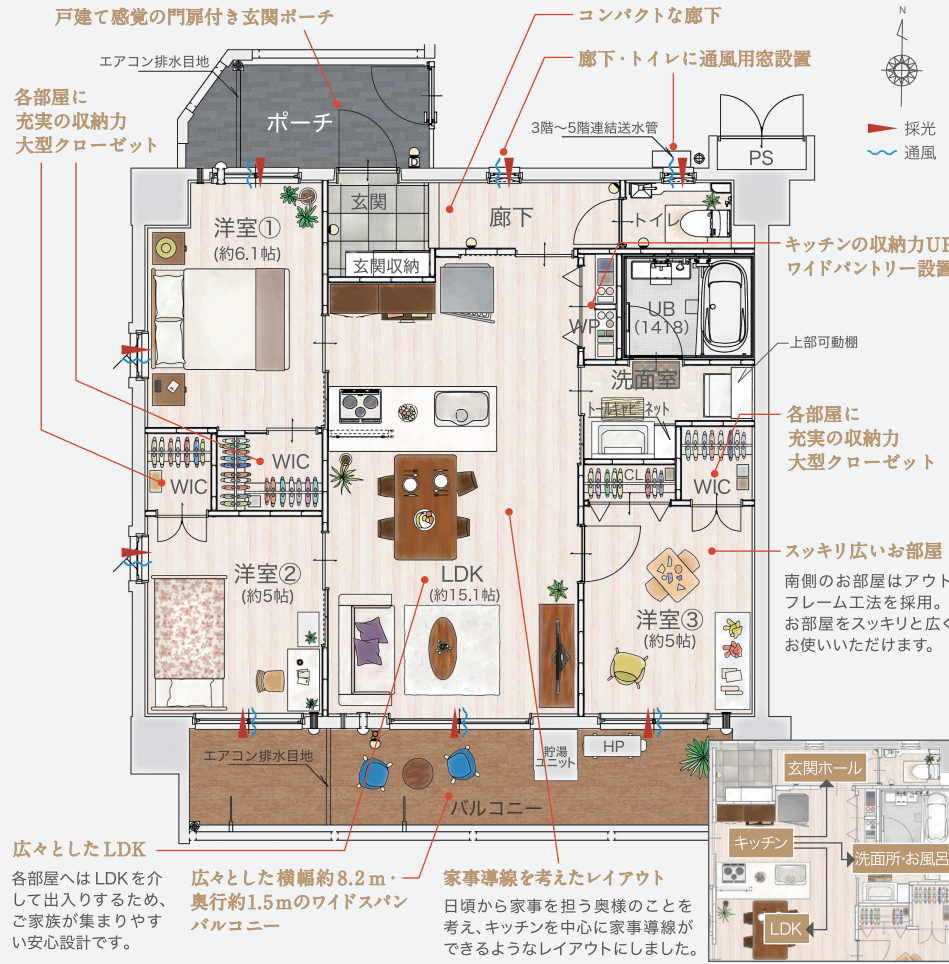 戸建て感覚の門扉付き玄関ポーチ
コンパクトな廊下
廊下・トイレに通風用窓設置
エアコン排水目地
各部屋に
充実の収納力
大型クローゼット
3階〜5階連結送水管
N
採光
通風
ポーチ
PS
玄関
廊下
トイレ
洋室①
(約6.1帖)
玄関収納
キッチンの収納力UP
ワイドパントリー設置
WP
UB
(1418)
上部可動棚
洗面室
トールキャビネット
各部屋に
充実の収納力
大型クローゼット
WIC
WIC
CL
WIC
スッキリ広いお部屋
南側のお部屋はアウト
フレーム工法を採用。
お部屋をスッキリと広く
お使いいただけます。
洋室②
(約5帖)
LDK
(約15.1帖)
洋室③
(約5帖)
エアコン排水目地
貯湯
ユニット
HP
バルコニー
玄関ホール
キッチン
洗面所・お風呂
LDK
広々としたLDK
各部屋へはLDKを介
して出入りするため、
ご家族が集まりやす
い安心設計です。
広々とした横幅約8.2m・
奥行約1.5mのワイドスパン
バルコニー
家事導線を考えたレイアウト
日頃から家事を担う奥様のことを
考え、キッチンを中心に家事導線が
できるようなレイアウトにしました。